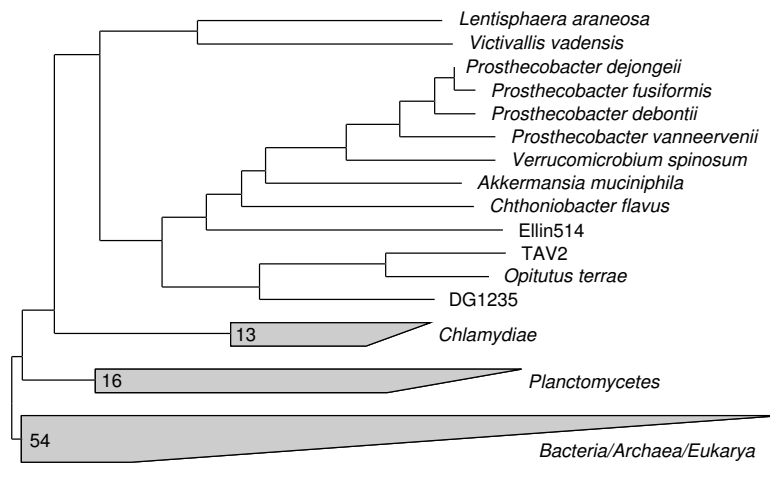 Lentisphaera araneosa
Victivallis vadensis
Prosthecobacter dejongeii
Prosthecobacter fusiformis
Prosthecobacter debontii
Prosthecobacter vanneervenii
Verrucomicrobium spinosum
Akkermansia muciniphila
Chthoniobacter flavus
Ellin514
TAV2
Opitutus terrae
DG1235
13 Chlamydiae
16 Planctomycetes
54 Bacteria/Archaea/Eukarya